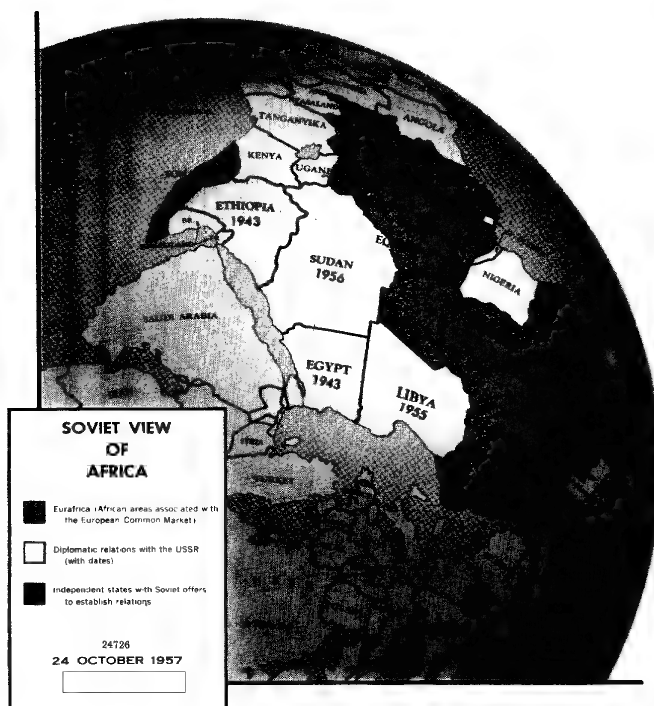 ANGOLA
TANGANYIKA
KENYA
ETHIOPIA
1943
SUDAN
1956
NIGERIA
SAUDI ARABIA
EGYPT
1943
LIBYA
1955
SOVIET VIEW
OF
AFRICA
Eurafrica (African areas associated with
the European Common Market)
Diplomatic relations with the USSR
(with dates)
Independent states with Soviet offers
to establish relations
24726
24 OCTOBER 1957